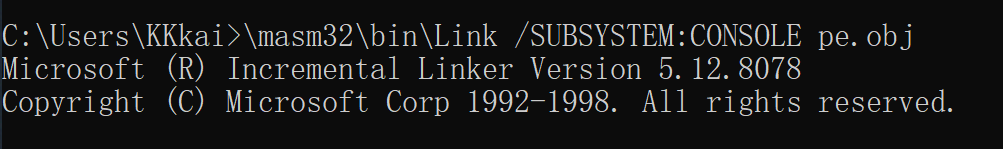 C:\Users\KKkai>\masm32\bin\Link /SUBSYSTEM:CONSOLE pe.obj
Microsoft (R) Incremental Linker Version 5.12.8078
Copyright (C) Microsoft Corp 1992-1998. All rights reserved.